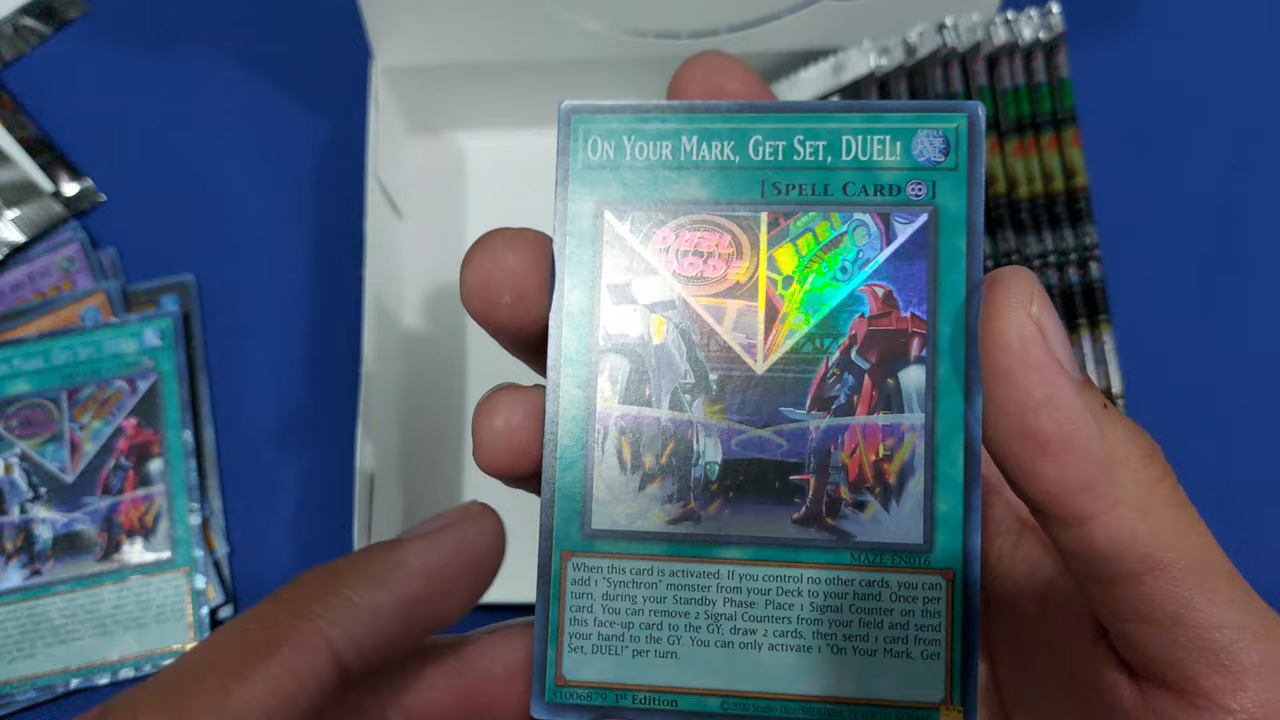 ON YOUR MARK, GET SET, DUEL!
SPELL
魔
[SPELL CARD]
DUEL
MODE
MAZE-EN016
When this card is activated: If you control no other cards, you can
add 1 "Synchron" monster from your Deck to your hand. Once per
turn, during your Standby Phase: Place 1 Signal Counter on this
card. You can remove 2 Signal Counters from your field and send
this face-up card to the GY; draw 2 cards, then send 1 card from
your hand to the GY. You can only activate 1 "On Your Mark, Get
Set, DUEL!" per turn.
31006879 1st Edition
©2020 Studio Dice/SHUEISHA, TV TOKYO, KONAMI